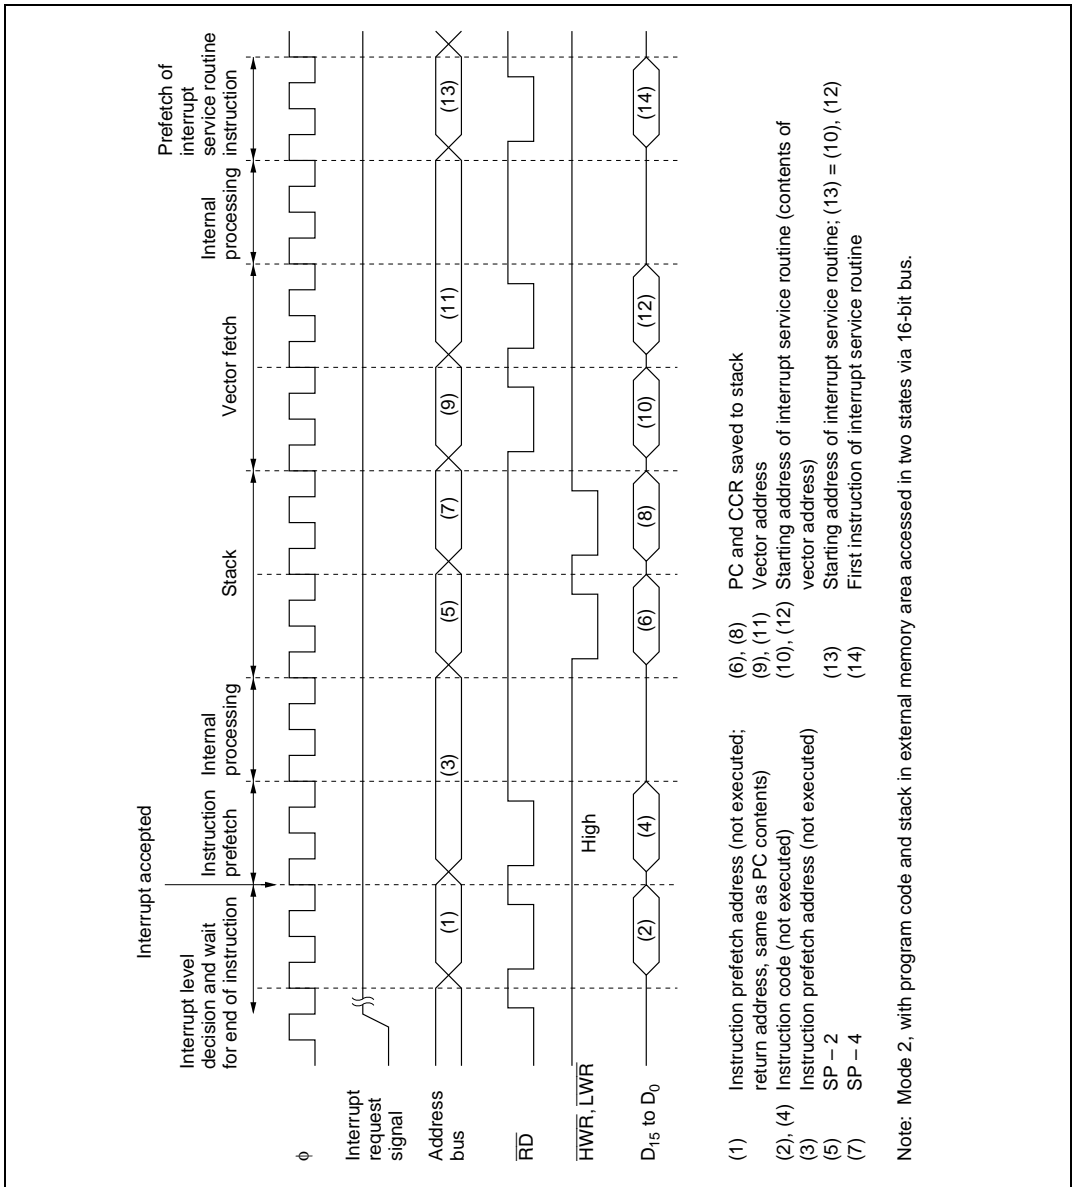 Interrupt accepted
Interrupt level
decision and wait
for end of instruction
Instruction
prefetch
Internal
processing
Stack
Vector fetch
Internal
processing
Prefetch of
interrupt
service routine
instruction
φ
Interrupt
request
signal
Address
bus
(1)
(3)
(5)
(7)
(9)
(11)
(13)
RD
HWR, LWR
High
D15 to D0
(2)
(4)
(6)
(8)
(10)
(12)
(14)
(1) Instruction prefetch address (not executed;
return address, same as PC contents)
(2), (4) Instruction code (not executed)
(3) Instruction prefetch address (not executed)
(5) SP – 2
(7) SP – 4
(6), (8) PC and CCR saved to stack
(9), (11) Vector address
(10), (12) Starting address of interrupt service routine (contents of
vector address)
(13) Starting address of interrupt service routine; (13) = (10), (12)
(14) First instruction of interrupt service routine
Note: Mode 2, with program code and stack in external memory area accessed in two states via 16-bit bus.